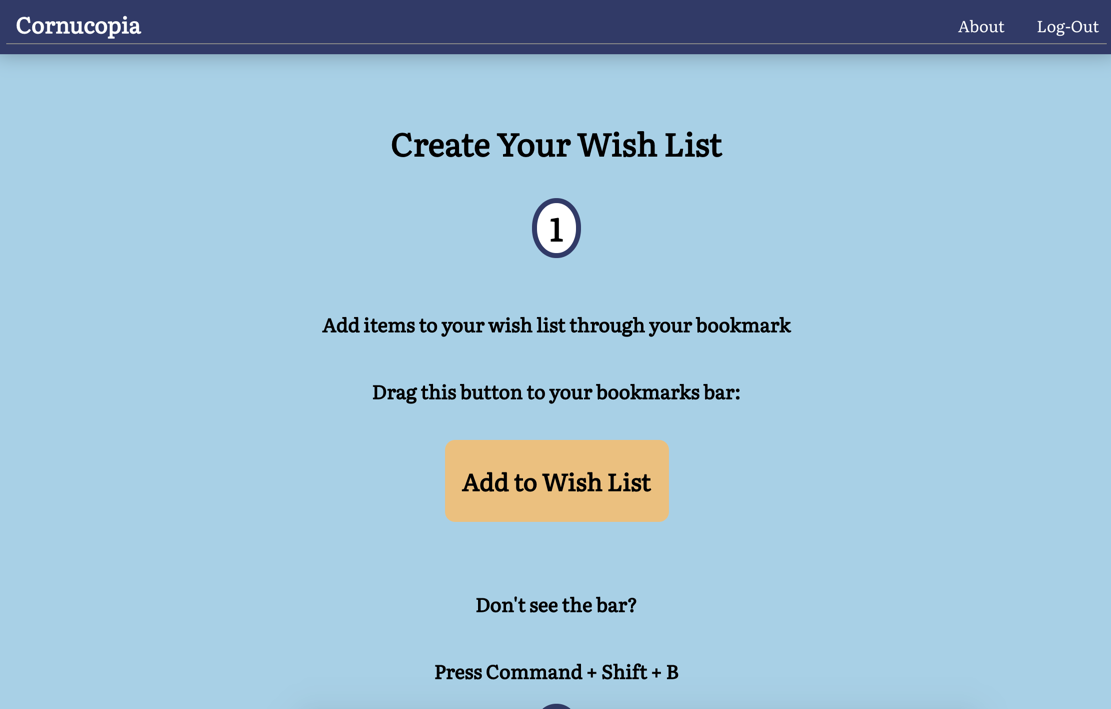 Cornucopia
About
Log-Out
Create Your Wish List
1
Add items to your wish list through your bookmark
Drag this button to your bookmarks bar:
Add to Wish List
Don't see the bar?
Press Command + Shift + B